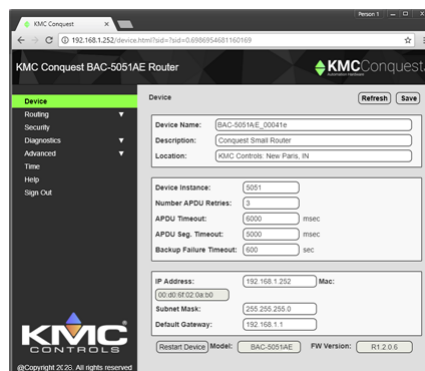 Person 1
KMC Conquest
192.168.1.252/device.html?sid=?sid=0.6986954681160169
KMC Conquest BAC-5051AE Router
KMCConquest
Device
Routing
Security
Diagnostics
Advanced
Time
Help
Sign Out
KMC
CONTROLS
Device
Refresh
Save
Device Name: BAC-5051AE_00041e
Description: Conquest Small Router
Location: KMC Controls: New Paris, IN
Device Instance: 5051
Number APDU Retries: 3
APDU Timeout: 6000 msec
APDU Seg. Timeout: 5000 msec
Backup Failure Timeout: 600 sec
IP Address: 192.168.1.252 Mac:
00:d0:6f:02:0a:b0
Subnet Mask: 255.255.255.0
Default Gateway: 192.168.1.1
Restart Device Model: BAC-5051AE FW Version: R1.2.0.6
All rights reserved